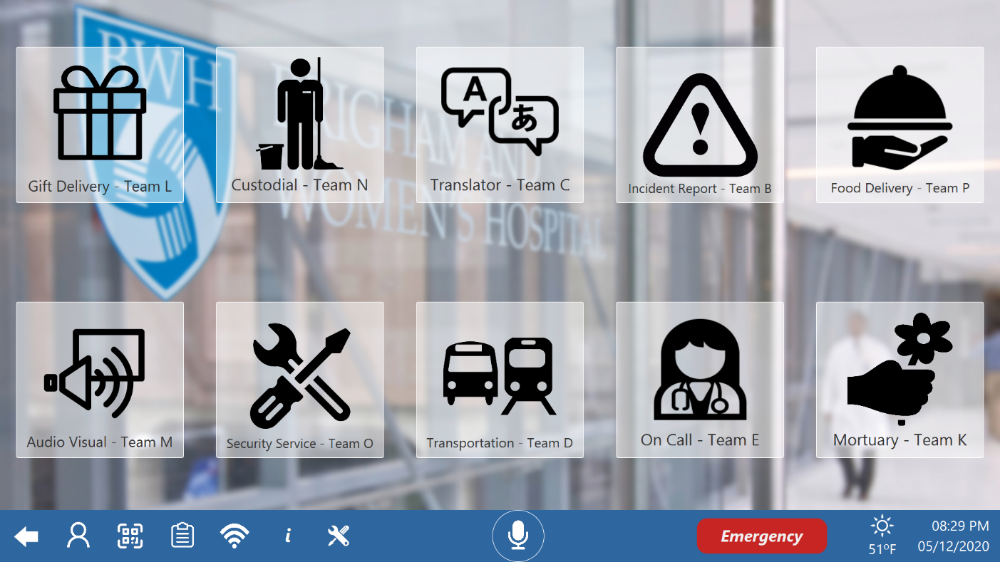 BWH
BRIGHAM AND
WOMEN'S HOSPITAL
Gift Delivery - Team L
Custodial - Team N
A
あ
Translator - Team C
Incident Report - Team B
Food Delivery - Team P
Audio Visual - Team M
Security Service - Team O
Transportation - Team D
On Call - Team E
Mortuary - Team K
i
Emergency
51ºF
08:29 PM
05/12/2020